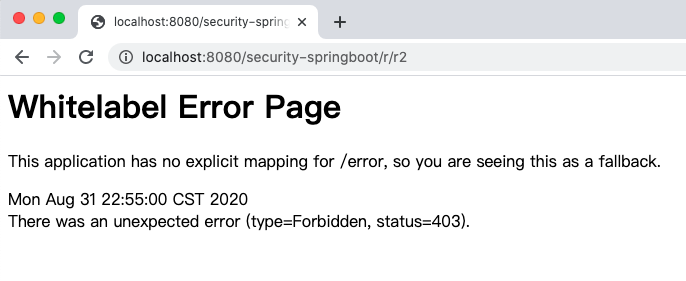 localhost:8080/security-spring
localhost:8080/security-springboot/r/r2
Whitelabel Error Page
This application has no explicit mapping for /error, so you are seeing this as a fallback.
Mon Aug 31 22:55:00 CST 2020
There was an unexpected error (type=Forbidden, status=403).